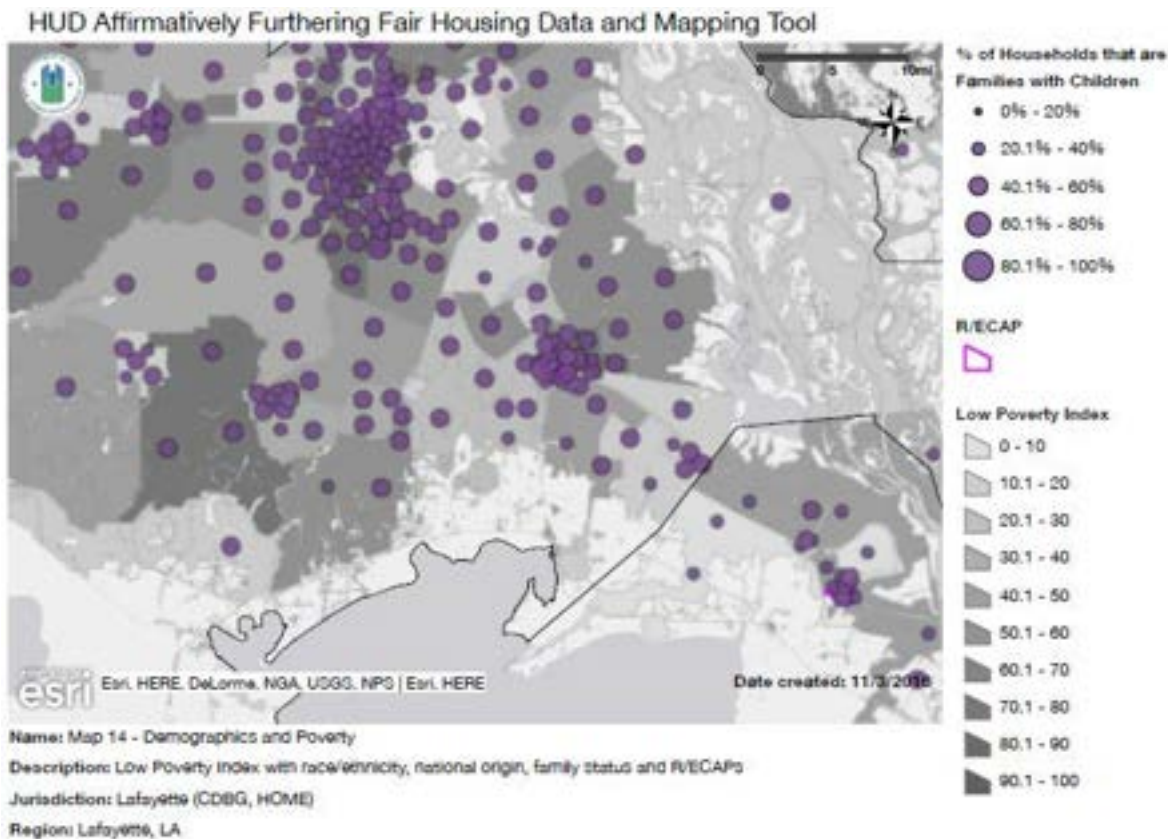 HUD Affirmatively Furthering Fair Housing Data and Mapping Tool
0 5 10mi
% of Households that are
Families with Children
0% - 20%
20.1% - 40%
40.1% - 60%
60.1% - 80%
80.1% - 100%
R/ECAP
Low Poverty Index
0 - 10
10.1 - 20
20.1 - 30
30.1 - 40
40.1 - 50
50.1 - 60
60.1 - 70
70.1 - 80
80.1 - 90
90.1 - 100
esri
Esri, HERE, DeLorme, NGA, USGS, NPS | Esri, HERE
Date created: 11/3/2016
Name: Map 14 - Demographics and Poverty
Description: Low Poverty Index with race/ethnicity, national origin, family status and R/ECAPs
Jurisdiction: Lafayette (CDBG, HOME)
Region: Lafayette, LA